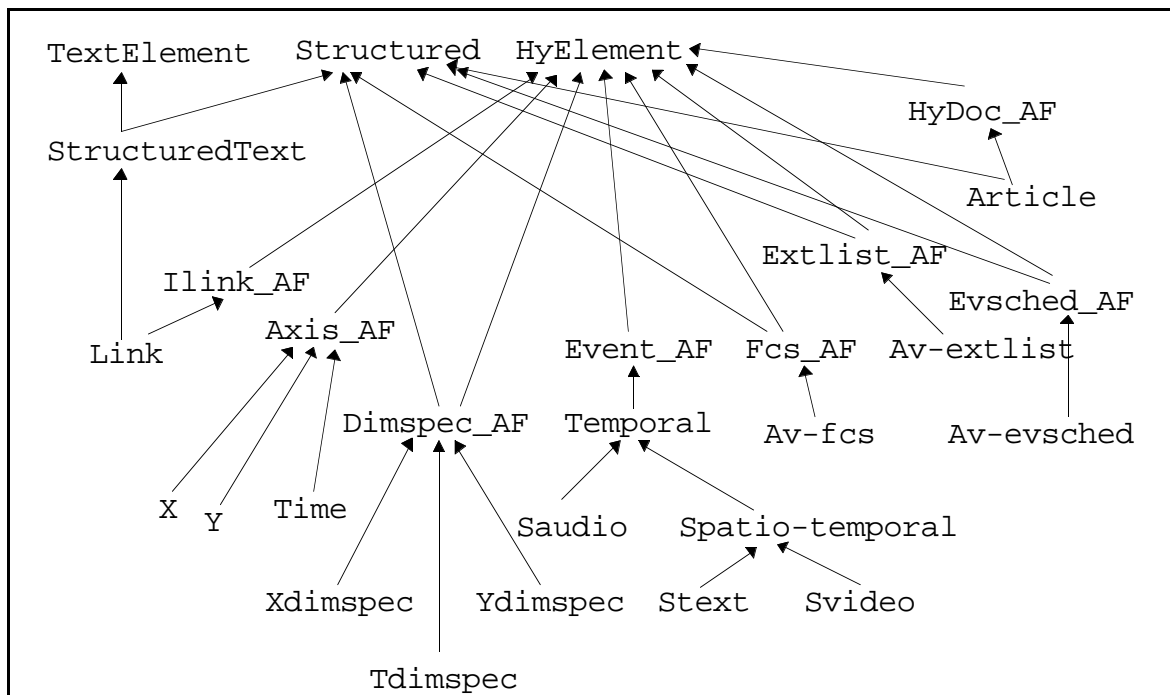 TextElement Structured HyElement
HyDoc_AF
StructuredText
Article
Extlist_AF
Ilink_AF
Evsched_AF
Axis_AF
Link Event_AF Fcs_AF Av-extlist
Dimspec_AF Temporal Av-fcs Av-evsched
X Y Time
Saudio Spatio-temporal
Xdimspec Ydimspec Stext Svideo
Tdimspec